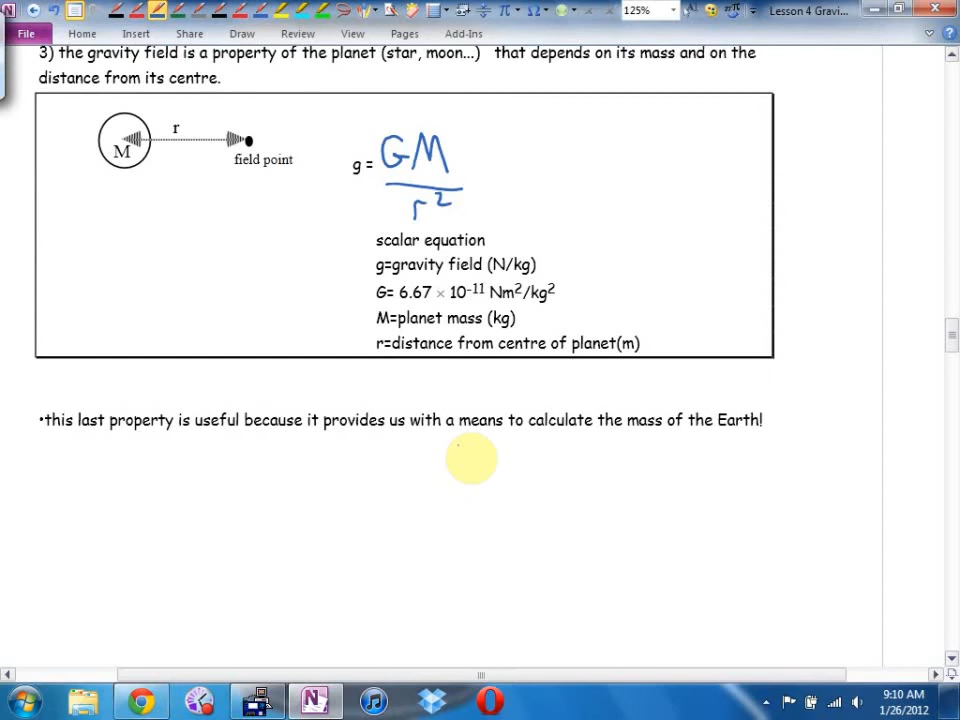 125%
Lesson 4 Gravi...
File Home Insert Share Draw Review View Pages Add-Ins
3) the gravity field is a property of the planet (star, moon...) that depends on its mass and on the
distance from its centre.
r
M
field point
g = GM
r²
scalar equation
g=gravity field (N/kg)
G= 6.67 × 10⁻¹¹ Nm²/kg²
M=planet mass (kg)
r=distance from centre of planet(m)
•this last property is useful because it provides us with a means to calculate the mass of the Earth!
9:10 AM
1/26/2012